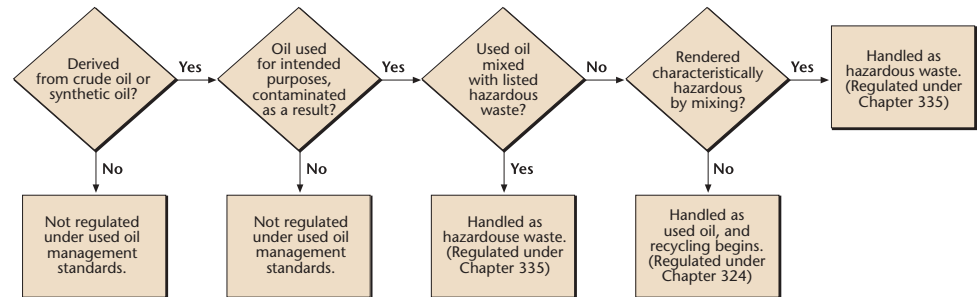 Derived
from crude oil or
synthetic oil?
Yes
No
Not regulated
under used oil
management
standards.
Oil used
for intended
purposes,
contaminated
as a result?
Yes
No
Not regulated
under used oil
management
standards.
Used oil
mixed
with listed
hazardous
waste?
No
Yes
Handled as
hazardouse waste.
(Regulated under
Chapter 335)
Rendered
characteristically
hazardous
by mixing?
Yes
No
Handled as
used oil, and
recycling begins.
(Regulated under
Chapter 324)
Handled as
hazardous waste.
(Regulated under
Chapter 335)